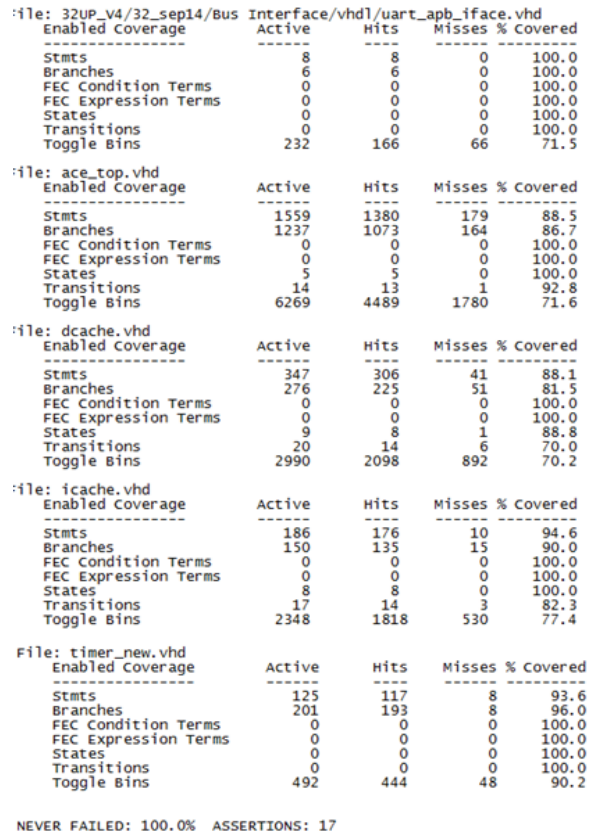 File: 32UP_V4/32_sep14/Bus Interface/vhdl/uart_apb_iface.vhd
Enabled Coverage Active Hits Misses % Covered
---------------- ------ ---- ------ ---------
Stmts 8 8 0 100.0
Branches 6 6 0 100.0
FEC Condition Terms 0 0 0 100.0
FEC Expression Terms 0 0 0 100.0
States 0 0 0 100.0
Transitions 0 0 0 100.0
Toggle Bins 232 166 66 71.5
File: ace_top.vhd
Enabled Coverage Active Hits Misses % Covered
---------------- ------ ---- ------ ---------
Stmts 1559 1380 179 88.5
Branches 1237 1073 164 86.7
FEC Condition Terms 0 0 0 100.0
FEC Expression Terms 0 0 0 100.0
States 5 5 0 100.0
Transitions 14 13 1 92.8
Toggle Bins 6269 4489 1780 71.6
File: dcache.vhd
Enabled Coverage Active Hits Misses % Covered
---------------- ------ ---- ------ ---------
Stmts 347 306 41 88.1
Branches 276 225 51 81.5
FEC Condition Terms 0 0 0 100.0
FEC Expression Terms 0 0 0 100.0
States 9 8 1 88.8
Transitions 20 14 6 70.0
Toggle Bins 2990 2098 892 70.2
File: icache.vhd
Enabled Coverage Active Hits Misses % Covered
---------------- ------ ---- ------ ---------
Stmts 186 176 10 94.6
Branches 150 135 15 90.0
FEC Condition Terms 0 0 0 100.0
FEC Expression Terms 0 0 0 100.0
States 8 8 0 100.0
Transitions 17 14 3 82.3
Toggle Bins 2348 1818 530 77.4
File: timer_new.vhd
Enabled Coverage Active Hits Misses % Covered
---------------- ------ ---- ------ ---------
Stmts 125 117 8 93.6
Branches 201 193 8 96.0
FEC Condition Terms 0 0 0 100.0
FEC Expression Terms 0 0 0 100.0
States 0 0 0 100.0
Transitions 0 0 0 100.0
Toggle Bins 492 444 48 90.2
NEVER FAILED: 100.0% ASSERTIONS: 17